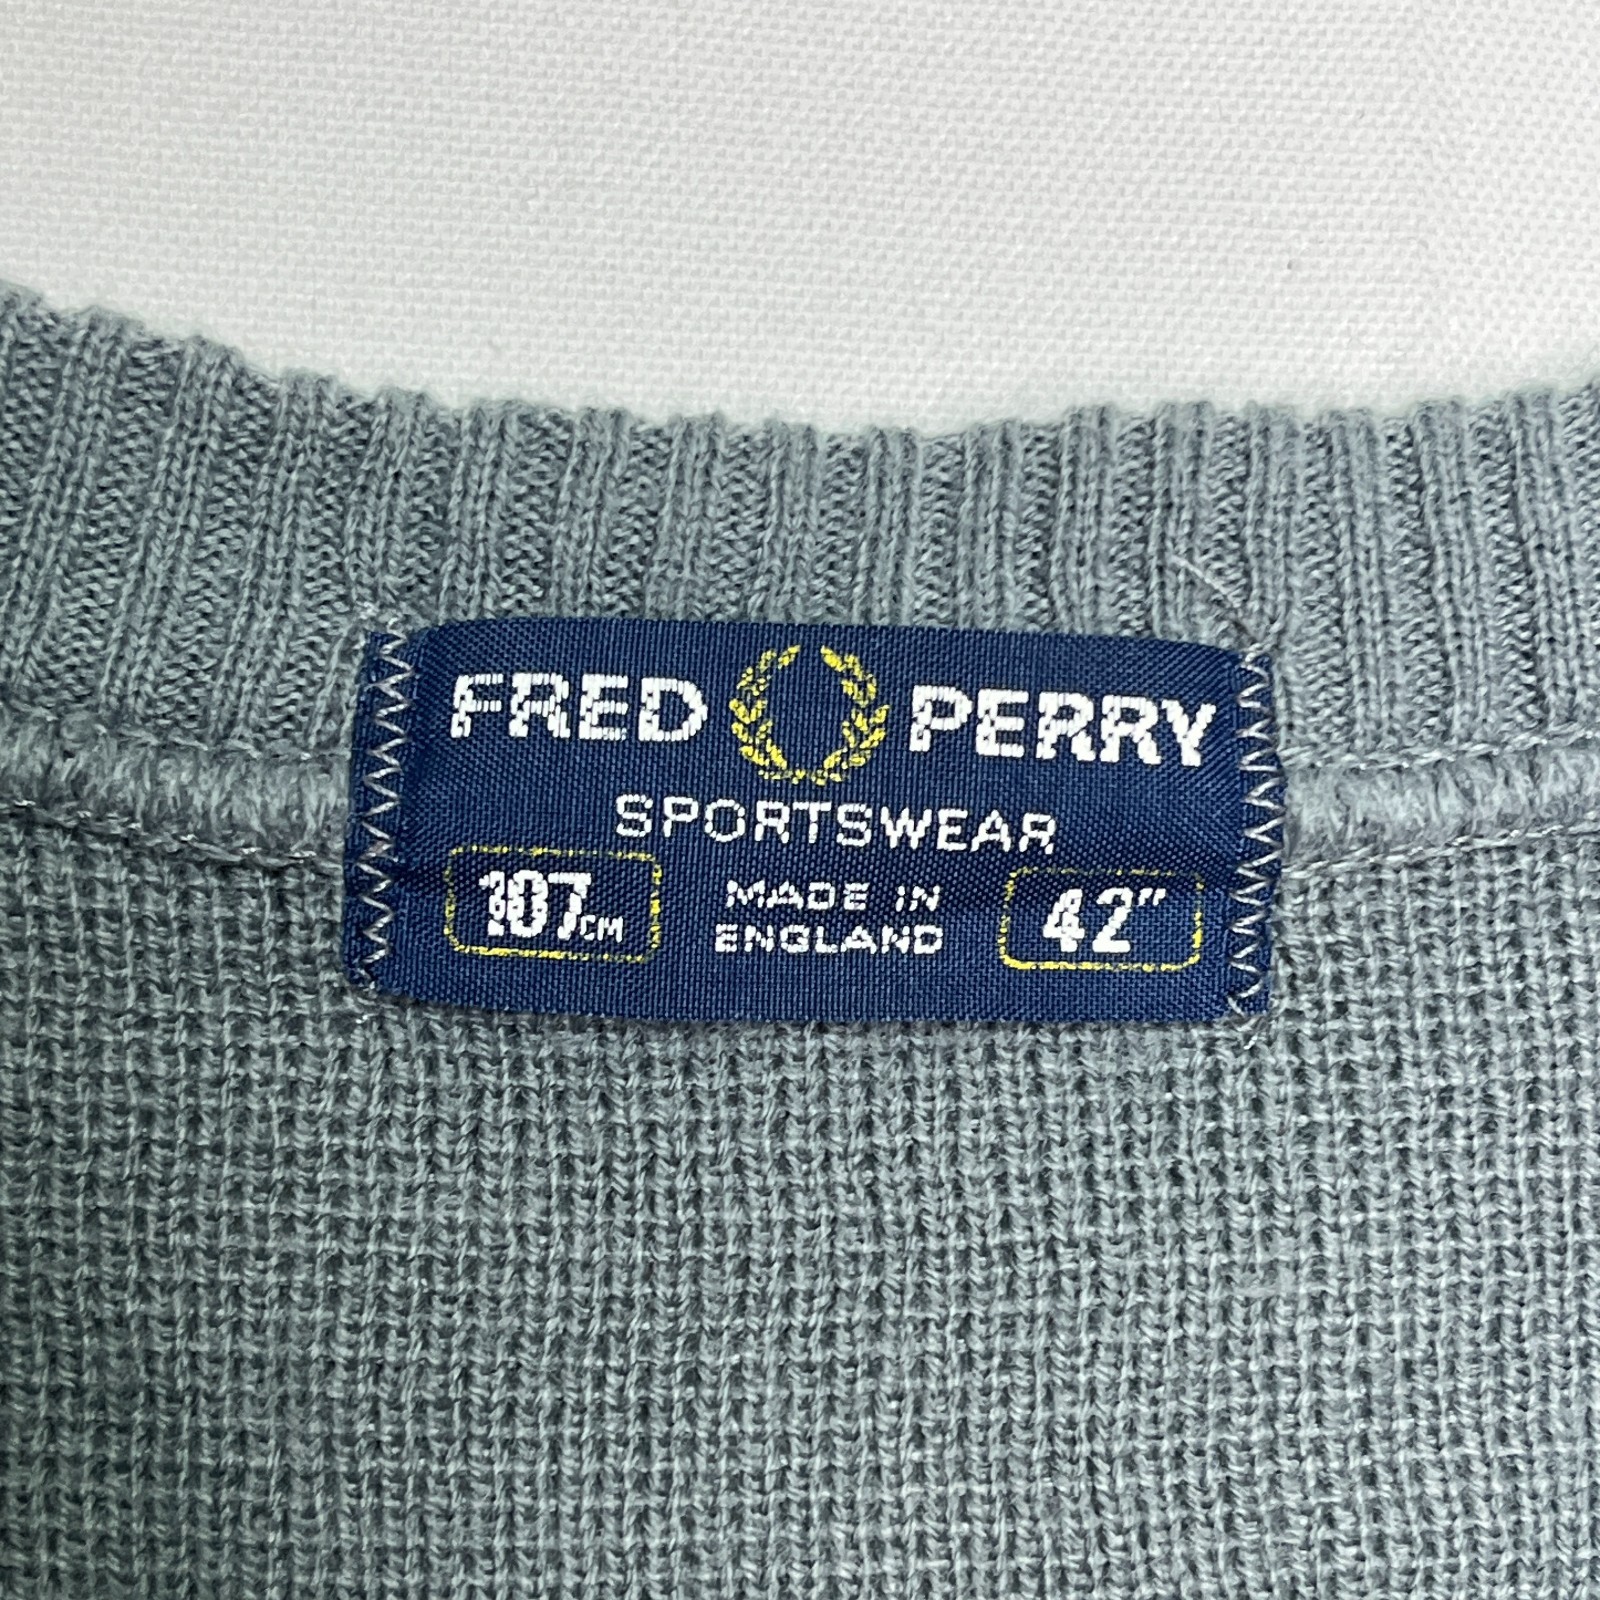 FRED PERRY
SPORTSWEAR
107CM
MADE IN
ENGLAND
42"